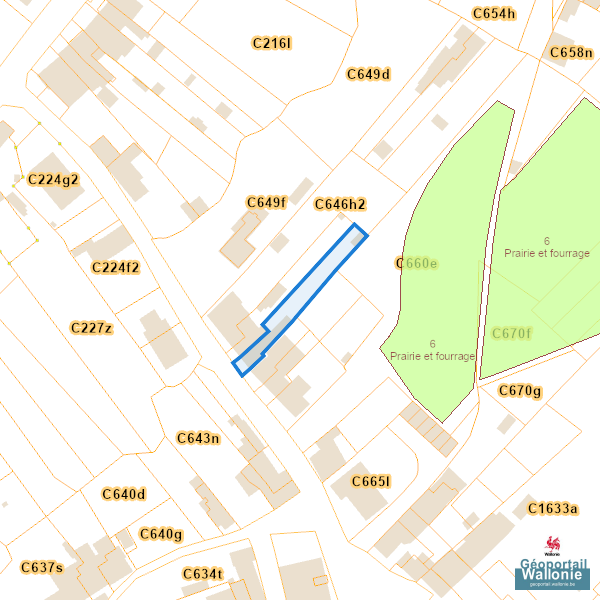 C654h
C216l
C658n
C649d
C224g2
C649f
C646h2
6
Prairie et fourrage
C224f2
C660e
C227z
C670f
6
Prairie et fourrage
C670g
C643n
C665l
C640d
C1633a
C640g
Wallonie
Géoportail
Wallonie
geoportail.wallonie.be
C637s
C634t